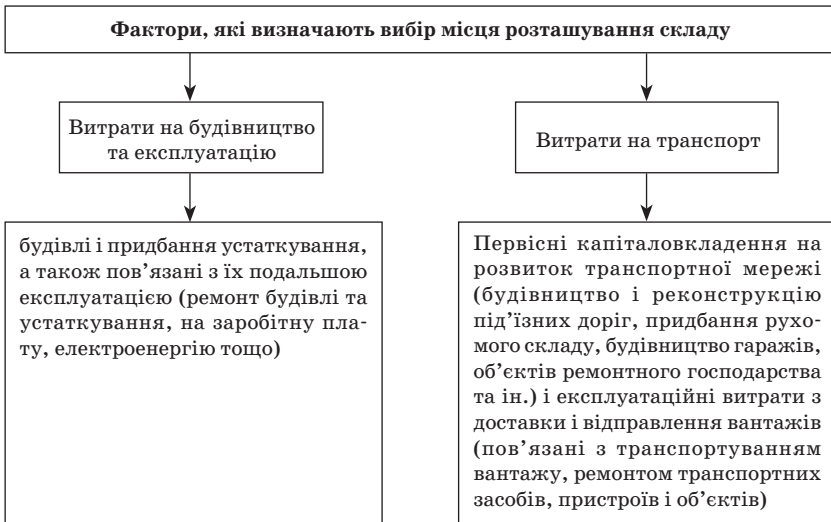 Фактори, які визначають вибір місця розташування складу
Витрати на будівництво
та експлуатацію
Витрати на транспорт
будівлі і придбання устаткування,
а також пов’язані з їх подальшою
експлуатацією (ремонт будівлі та
устаткування, на заробітну пла-
ту, електроенергію тощо)
Первісні капіталовкладення на
розвиток транспортної мережі
(будівництво і реконструкцію
під’їзних доріг, придбання рухо-
мого складу, будівництво гаражів,
об’єктів ремонтного господарства
та ін.) і експлуатаційні витрати з
доставки і відправлення вантажів
(пов’язані з транспортуванням
вантажу, ремонтом транспортних
засобів, пристроїв і об’єктів)